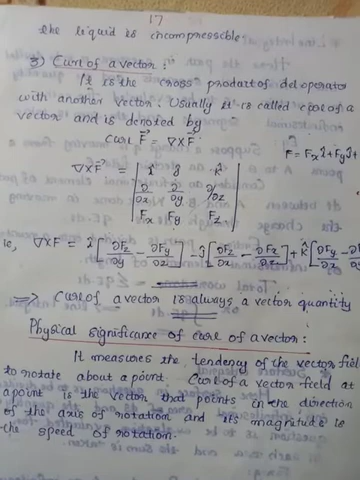 17
the liquid is incompressible.
3) Curl of a vector:
It is the cross product of del operator
with another vector. Usually it is called curl of a
vector and is denoted by
Curl F⃗ = ∇×F⃗.
F⃗ = Fx î + Fy ĵ +
∇×F⃗ = | î ĵ k̂ |
| ∂/∂x ∂/∂y ∂/∂z |
| Fx Fy Fz |
ie, ∇×F = î [∂Fz/∂y − ∂Fy/∂z] − ĵ [∂Fz/∂x − ∂Fx/∂z] + k̂ [∂Fy/∂x − ∂F
⇒ Curl of a vector is always a vector quantity
Physical significance of curl of a vector:
It measures the tendency of the vector field
to rotate about a point. Curl of a vector field at
a point is the vector that points in the direction
of the axis of rotation and its magnitude is
the speed of rotation.